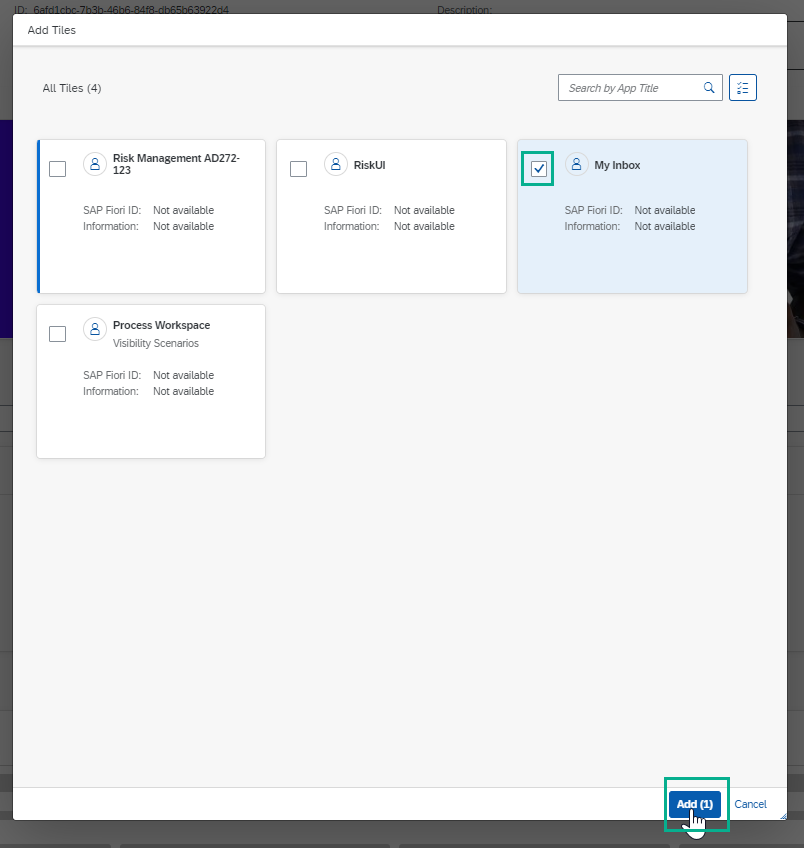 ID: 6afd1cbc-7b3b-46b6-84f8-db65b63922d4 Description:
Add Tiles
All Tiles (4)
Search by App Title
Risk Management AD272-
123
SAP Fiori ID: Not available
Information: Not available
RiskUI
SAP Fiori ID: Not available
Information: Not available
My Inbox
SAP Fiori ID: Not available
Information: Not available
Process Workspace
Visibility Scenarios
SAP Fiori ID: Not available
Information: Not available
Add (1)
Cancel